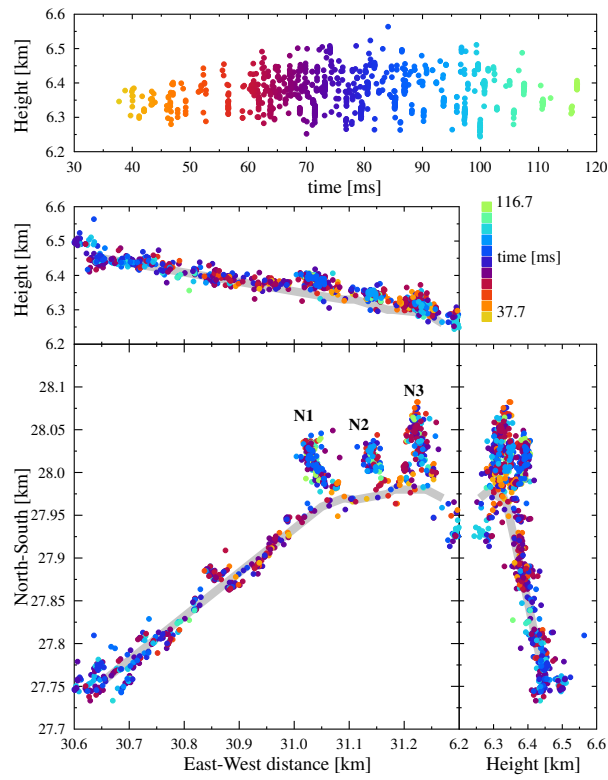 6.6
6.5
6.4
6.3
6.2
Height [km]
30 40 50 60 70 80 90 100 110 120
time [ms]
6.6
6.5
6.4
6.3
6.2
Height [km]
116.7
time [ms]
37.7
28.1
28.05
28.0
27.95
27.9
27.85
27.8
27.75
27.7
North-South [km]
N1
N2
N3
30.6 30.7 30.8 30.9 31.0 31.1 31.2 6.2 6.3 6.4 6.5 6.6
East-West distance [km] Height [km]